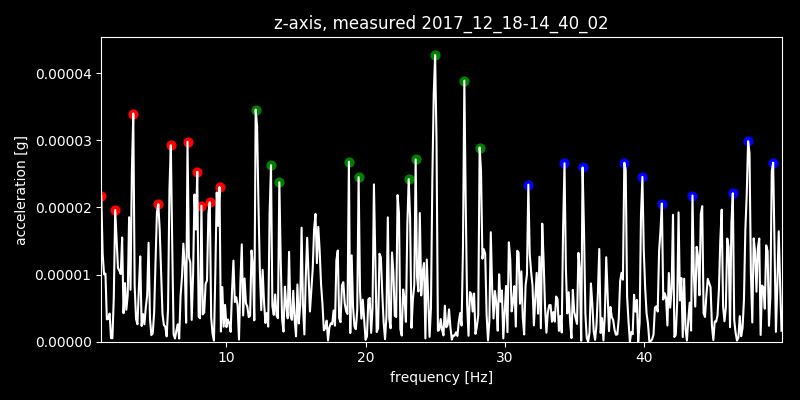 z-axis, measured 2017_12_18-14_40_02
acceleration [g]
0.00004
0.00003
0.00002
0.00001
0.00000
10 20 30 40
frequency [Hz]